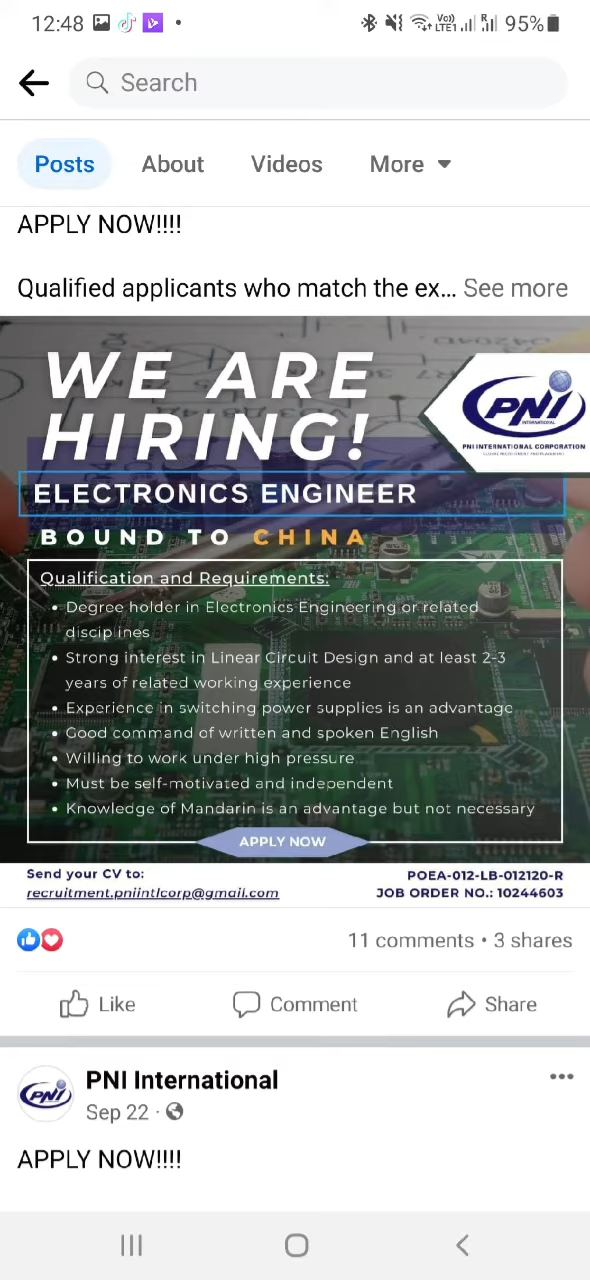 12:48
Vo)) R 95%
LTE1
Search
Posts About Videos More
APPLY NOW!!!!
Qualified applicants who match the ex... See more
WE ARE
HIRING!
PNI
INTERNATIONAL
PNI INTERNATIONAL CORPORATION
ELECTRONICS ENGINEER
BOUND TO CHINA
Qualification and Requirements:
• Degree holder in Electronics Engineering or related
disciplines
• Strong interest in Linear Circuit Design and at least 2-3
years of related working experience
• Experience in switching power supplies is an advantage
• Good command of written and spoken English
• Willing to work under high pressure
• Must be self-motivated and independent
• Knowledge of Mandarin is an advantage but not necessary
APPLY NOW
Send your CV to:
recruitment.pniintlcorp@gmail.com
POEA-012-LB-012120-R
JOB ORDER NO.: 10244603
11 comments • 3 shares
Like Comment Share
PNI
PNI International
Sep 22 ·
APPLY NOW!!!!